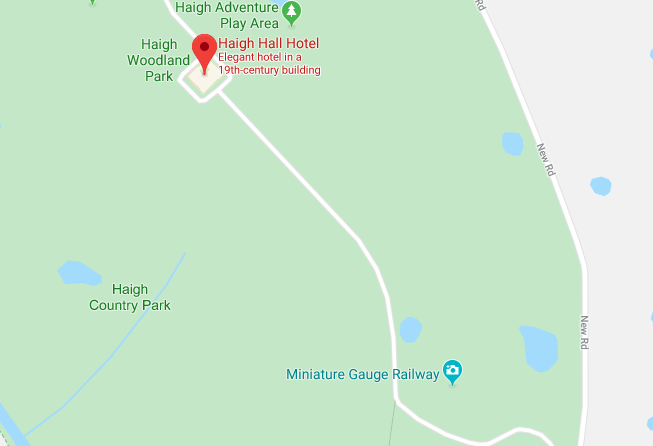 Rd
Haigh Adventure
Play Area
Haigh
Woodland
Park
Haigh Hall Hotel
Elegant hotel in a
19th-century building
New Rd
Haigh
Country Park
New Rd
Miniature Gauge Railway